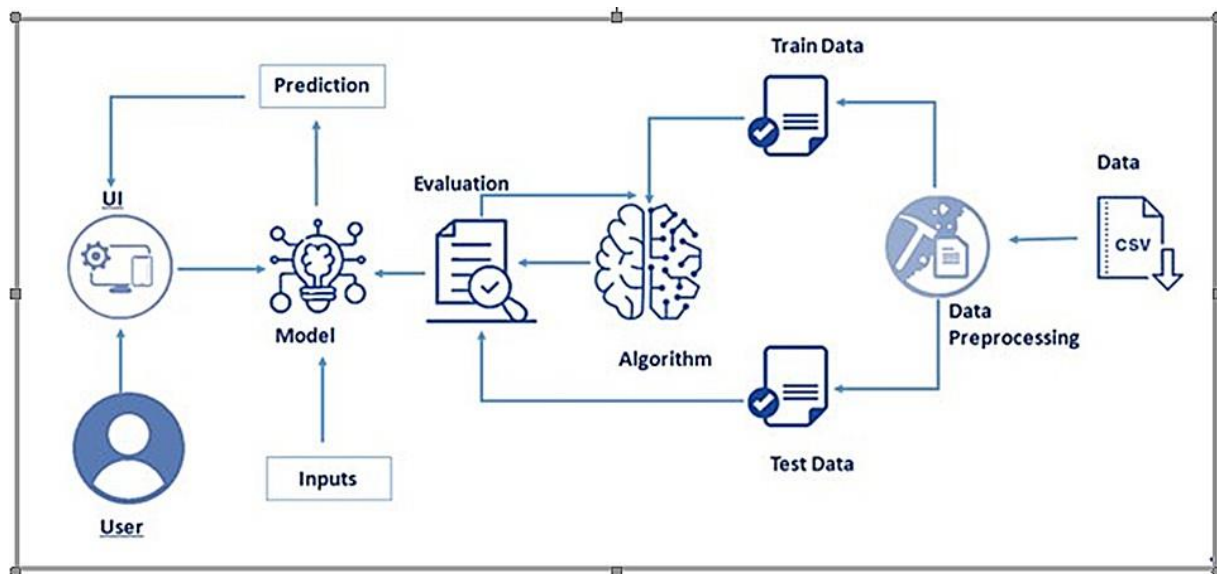 Train Data
Prediction
Data
Evaluation
UI
CSV
Data
Preprocessing
Model
Algorithm
Test Data
Inputs
User